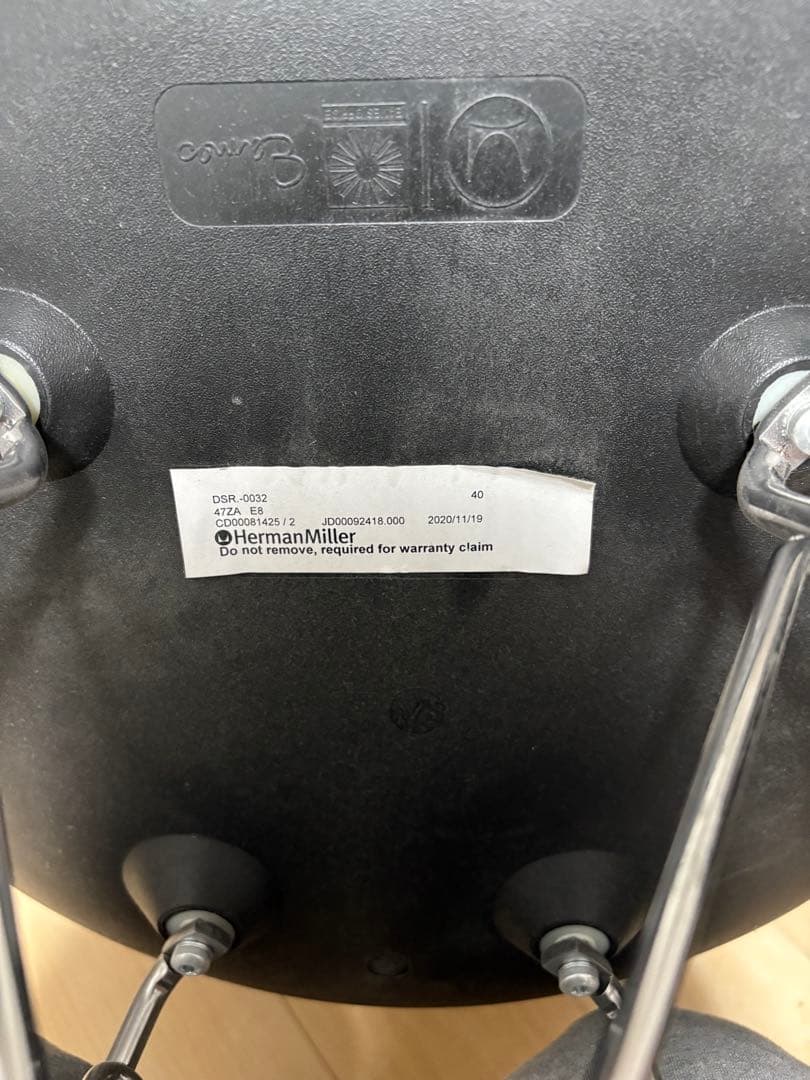 Eames
DSR.-0032 40
47ZA E8
CD00081425 / 2 JD00092418.000 2020/11/19
HermanMiller
Do not remove, required for warranty claim